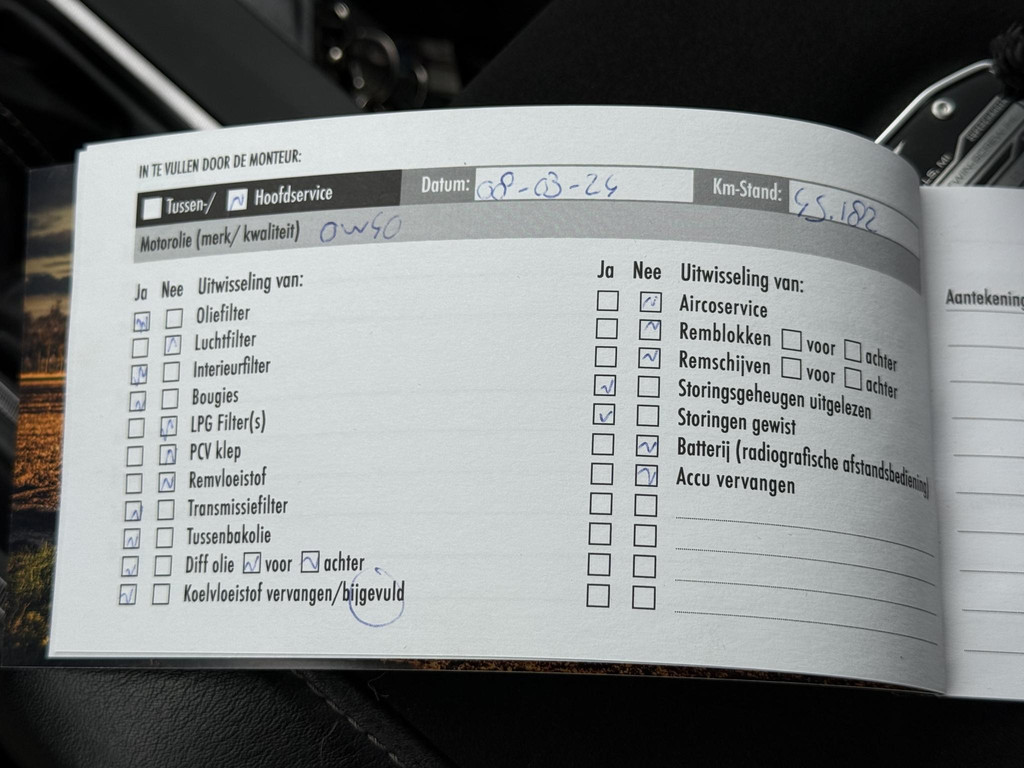 IN TE VULLEN DOOR DE MONTEUR:
Tussen-/ Hoofdservice Datum: 08-03-24 Km-Stand: 45.182
Motorolie (merk/ kwaliteit) 0W40
Ja Nee Uitwisseling van:
Oliefilter
Luchtfilter
Interieurfilter
Bougies
LPG Filter(s)
PCV klep
Remvloeistof
Transmissiefilter
Tussenbakolie
Diff olie voor achter
Koelvloeistof vervangen/bijgevuld
Ja Nee Uitwisseling van:
Aircoservice
Remblokken voor achter
Remschijven voor achter
Storingsgeheugen uitgelezen
Storingen gewist
Batterij (radiografische afstandsbediening)
Accu vervangen
Aantekening